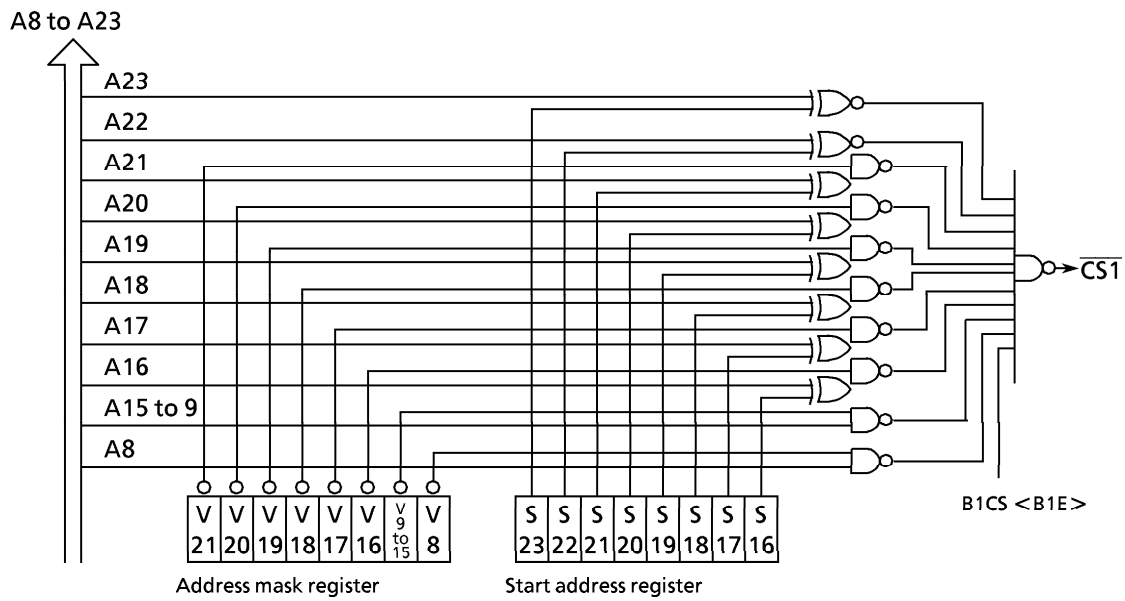 A8 to A23
A23
A22
A21
A20
A19
A18
A17
A16
A15 to 9
A8
CS1
B1CS <B1E>
V 21
V 20
V 19
V 18
V 17
V 16
V 9 to 15
V 8
S 23
S 22
S 21
S 20
S 19
S 18
S 17
S 16
Address mask register
Start address register